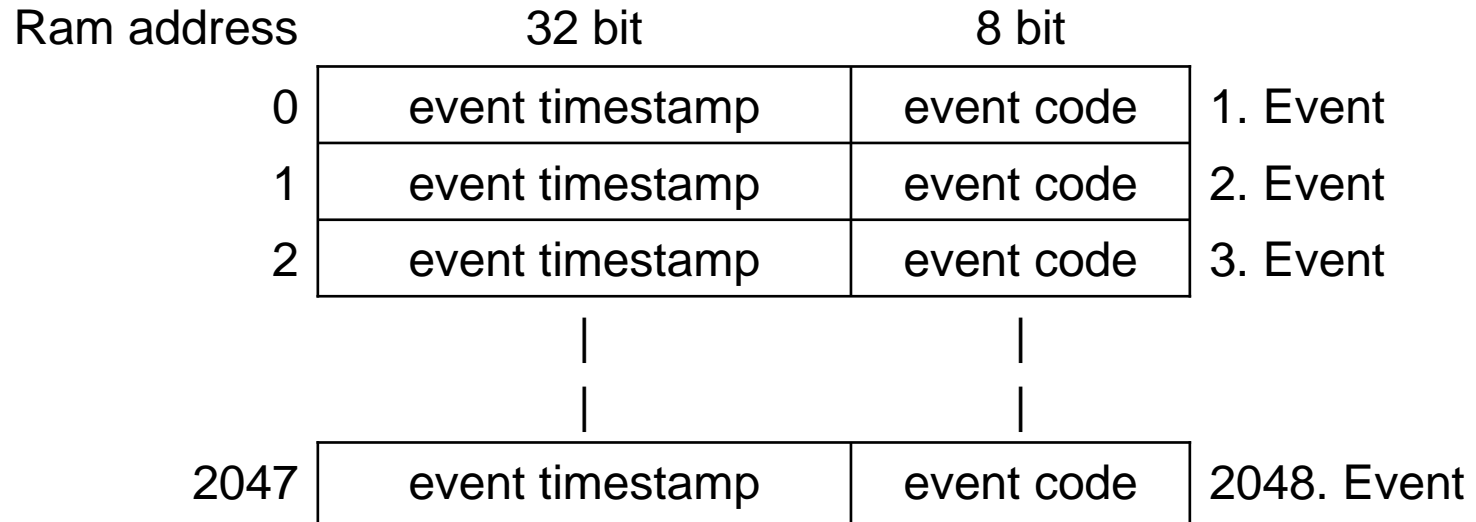 Ram address 32 bit 8 bit
0 event timestamp event code 1. Event
1 event timestamp event code 2. Event
2 event timestamp event code 3. Event
| |
| |
2047 event timestamp event code 2048. Event